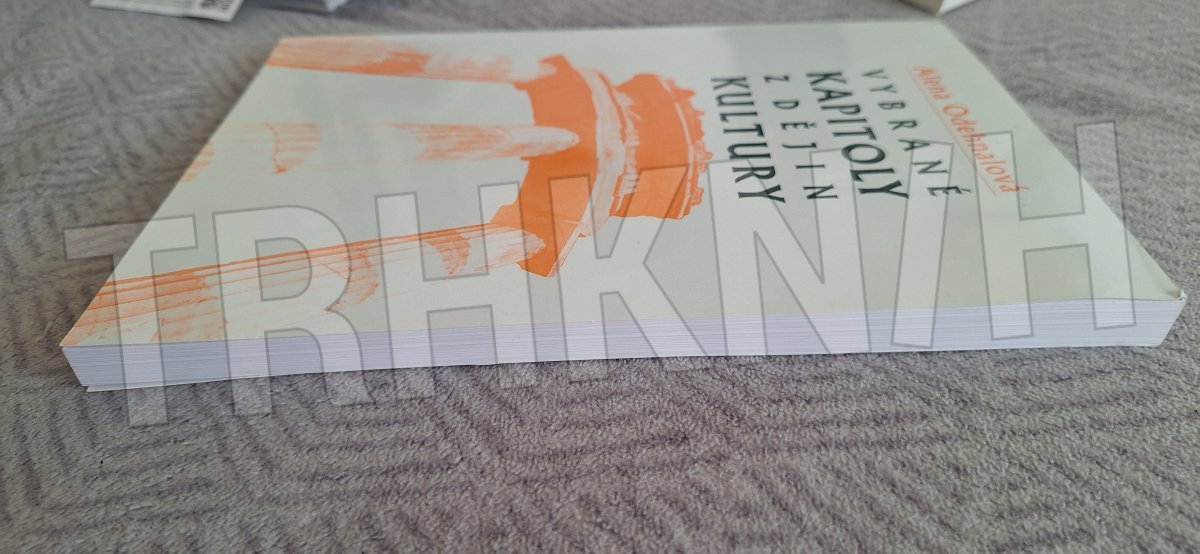 Alena Odehnalová
VYBRANÉ
KAPITOLY
Z DĚJIN
KULTURY
TRHKNIH